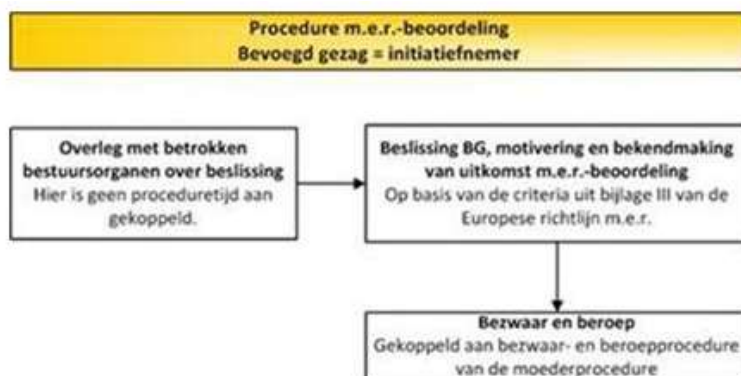 Procedure m.e.r.-beoordeling
Bevoegd gezag = initiatiefnemer
Overleg met betrokken
bestuursorganen over beslissing
Hier is geen proceduretijd aan
gekoppeld.
Beslissing BG, motivering en bekendmaking
van uitkomst m.e.r.-beoordeling
Op basis van de criteria uit bijlage III van de
Europese richtlijn m.e.r.
Bezwaar en beroep
Gekoppeld aan bezwaar- en beroepprocedure
van de moederprocedure